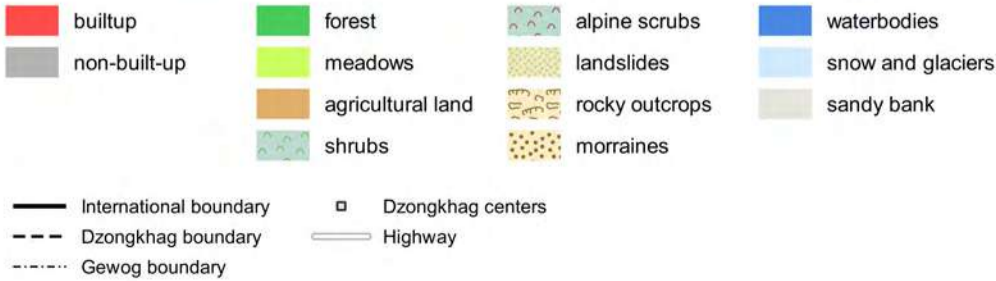 builtup
non-built-up
forest
meadows
agricultural land
shrubs
alpine scrubs
landslides
rocky outcrops
morraines
waterbodies
snow and glaciers
sandy bank
International boundary
Dzongkhag boundary
Gewog boundary
Dzongkhag centers
Highway